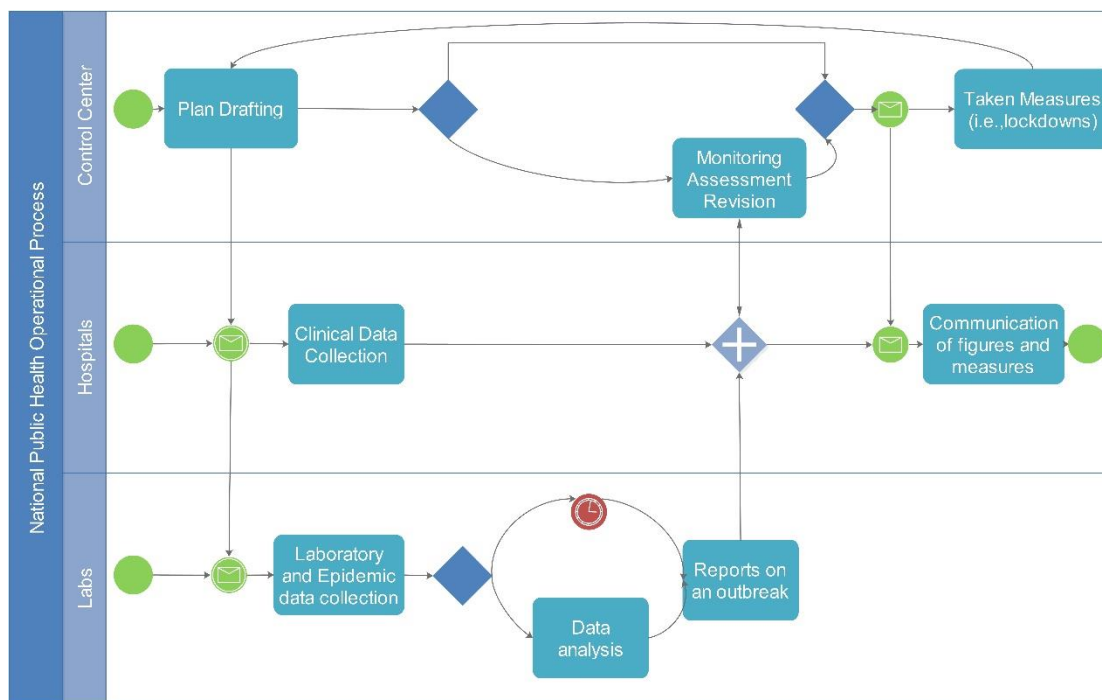 National Public Health Operational Process
Control Center
Plan Drafting
Monitoring
Assessment
Revision
Taken Measures
(i.e.,lockdowns)
Hospitals
Clinical Data
Collection
Communication
of figures and
measures
Labs
Laboratory
and Epidemic
data collection
Data
analysis
Reports on
an outbreak